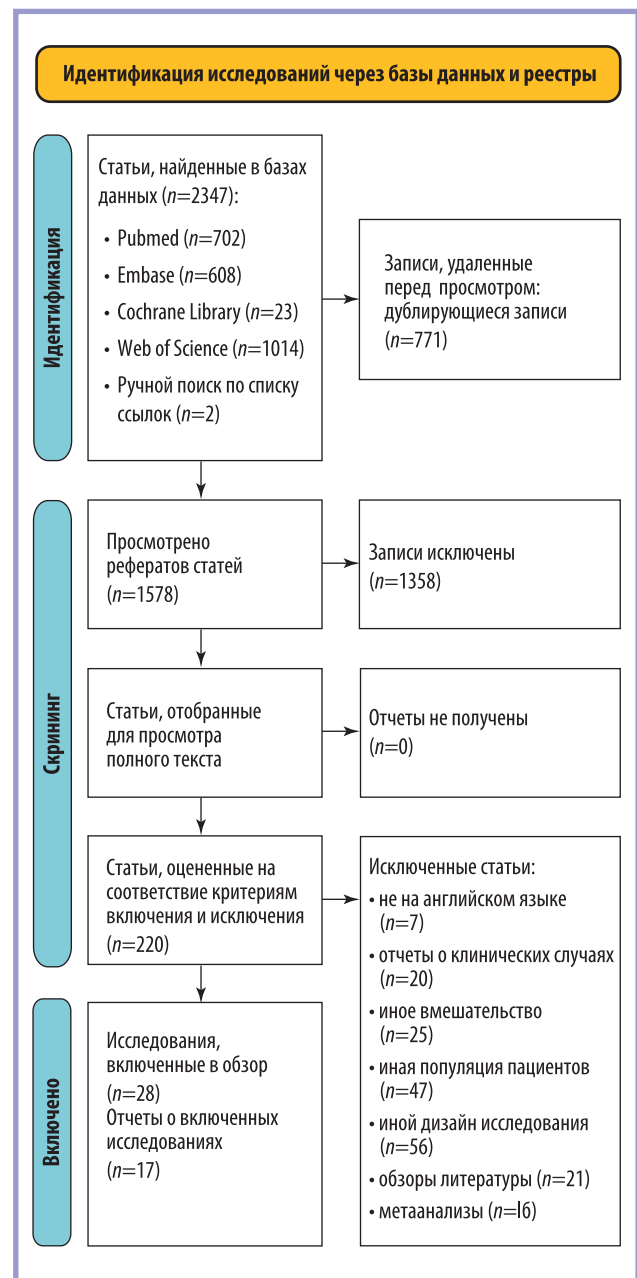 Идентификация исследований через базы данных и реестры
Идентификация
Статьи, найденные в базах
данных (n=2347):
• Pubmed (n=702)
• Embase (n=608)
• Cochrane Library (n=23)
• Web of Science (n=1014)
• Ручной поиск по списку
ссылок (n=2)
Записи, удаленные
перед просмотром:
дублирующиеся записи
(n=771)
Скрининг
Просмотрено
рефератов статей
(n=1578)
Записи исключены
(n=1358)
Статьи, отобранные
для просмотра
полного текста
Отчеты не получены
(n=0)
Статьи, оцененные на
соответствие критериям
включения и исключения
(n=220)
Исключенные статьи:
• не на английском языке
(n=7)
• отчеты о клинических случаях
(n=20)
• иное вмешательство
(n=25)
• иная популяция пациентов
(n=47)
• иной дизайн исследования
(n=56)
• обзоры литературы (n=21)
• метаанализы (n=l6)
Включено
Исследования,
включенные в обзор
(n=28)
Отчеты о включенных
исследованиях
(n=17)